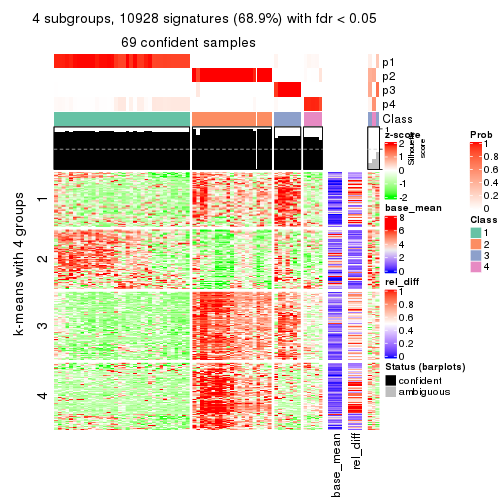 4 subgroups, 10928 signatures (68.9%) with fdr < 0.05
69 confident samples
p1
p2
p3
p4
Class
1
Silhouette
score
k-means with 4 groups
1
2
3
4
base_mean
rel_diff
z-score
2
1
0
-1
-2
base_mean
8
6
4
2
0
rel_diff
1
0.8
0.6
0.4
0.2
0
Status (barplots)
confident
ambiguous
Prob
1
0.8
0.6
0.4
0.2
0
Class
1
2
3
4